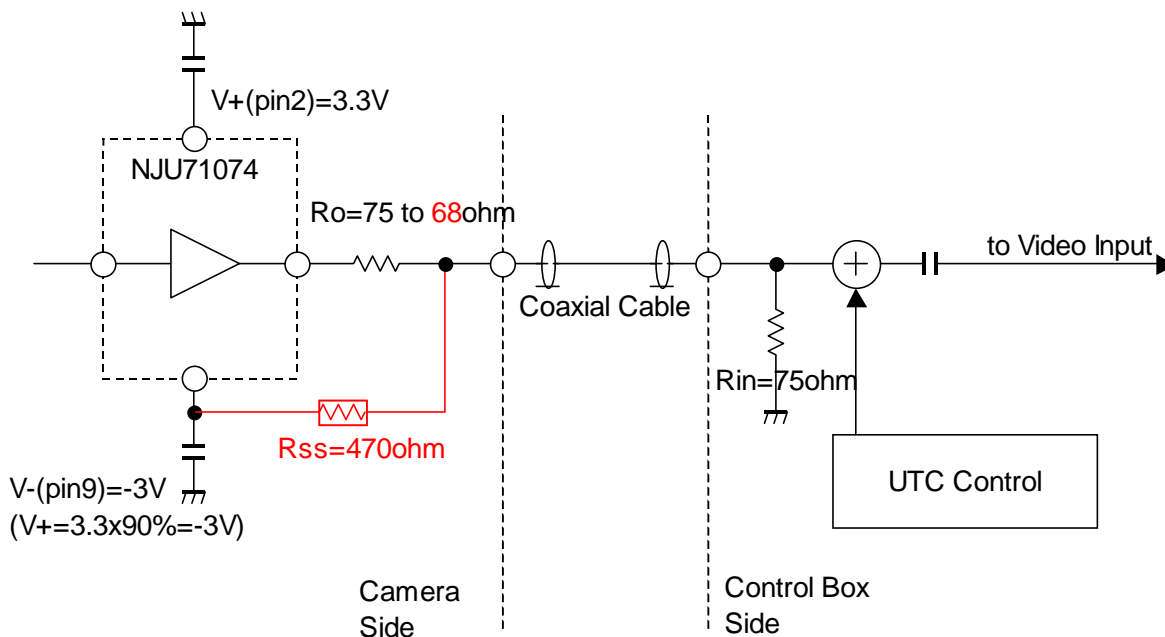 V+(pin2)=3.3V
NJU71074
Ro=75 to 68ohm
to Video Input
Coaxial Cable
Rin=75ohm
Rss=470ohm
UTC Control
V-(pin9)=-3V
(V+=3.3x90%=-3V)
Camera
Side
Control Box
Side